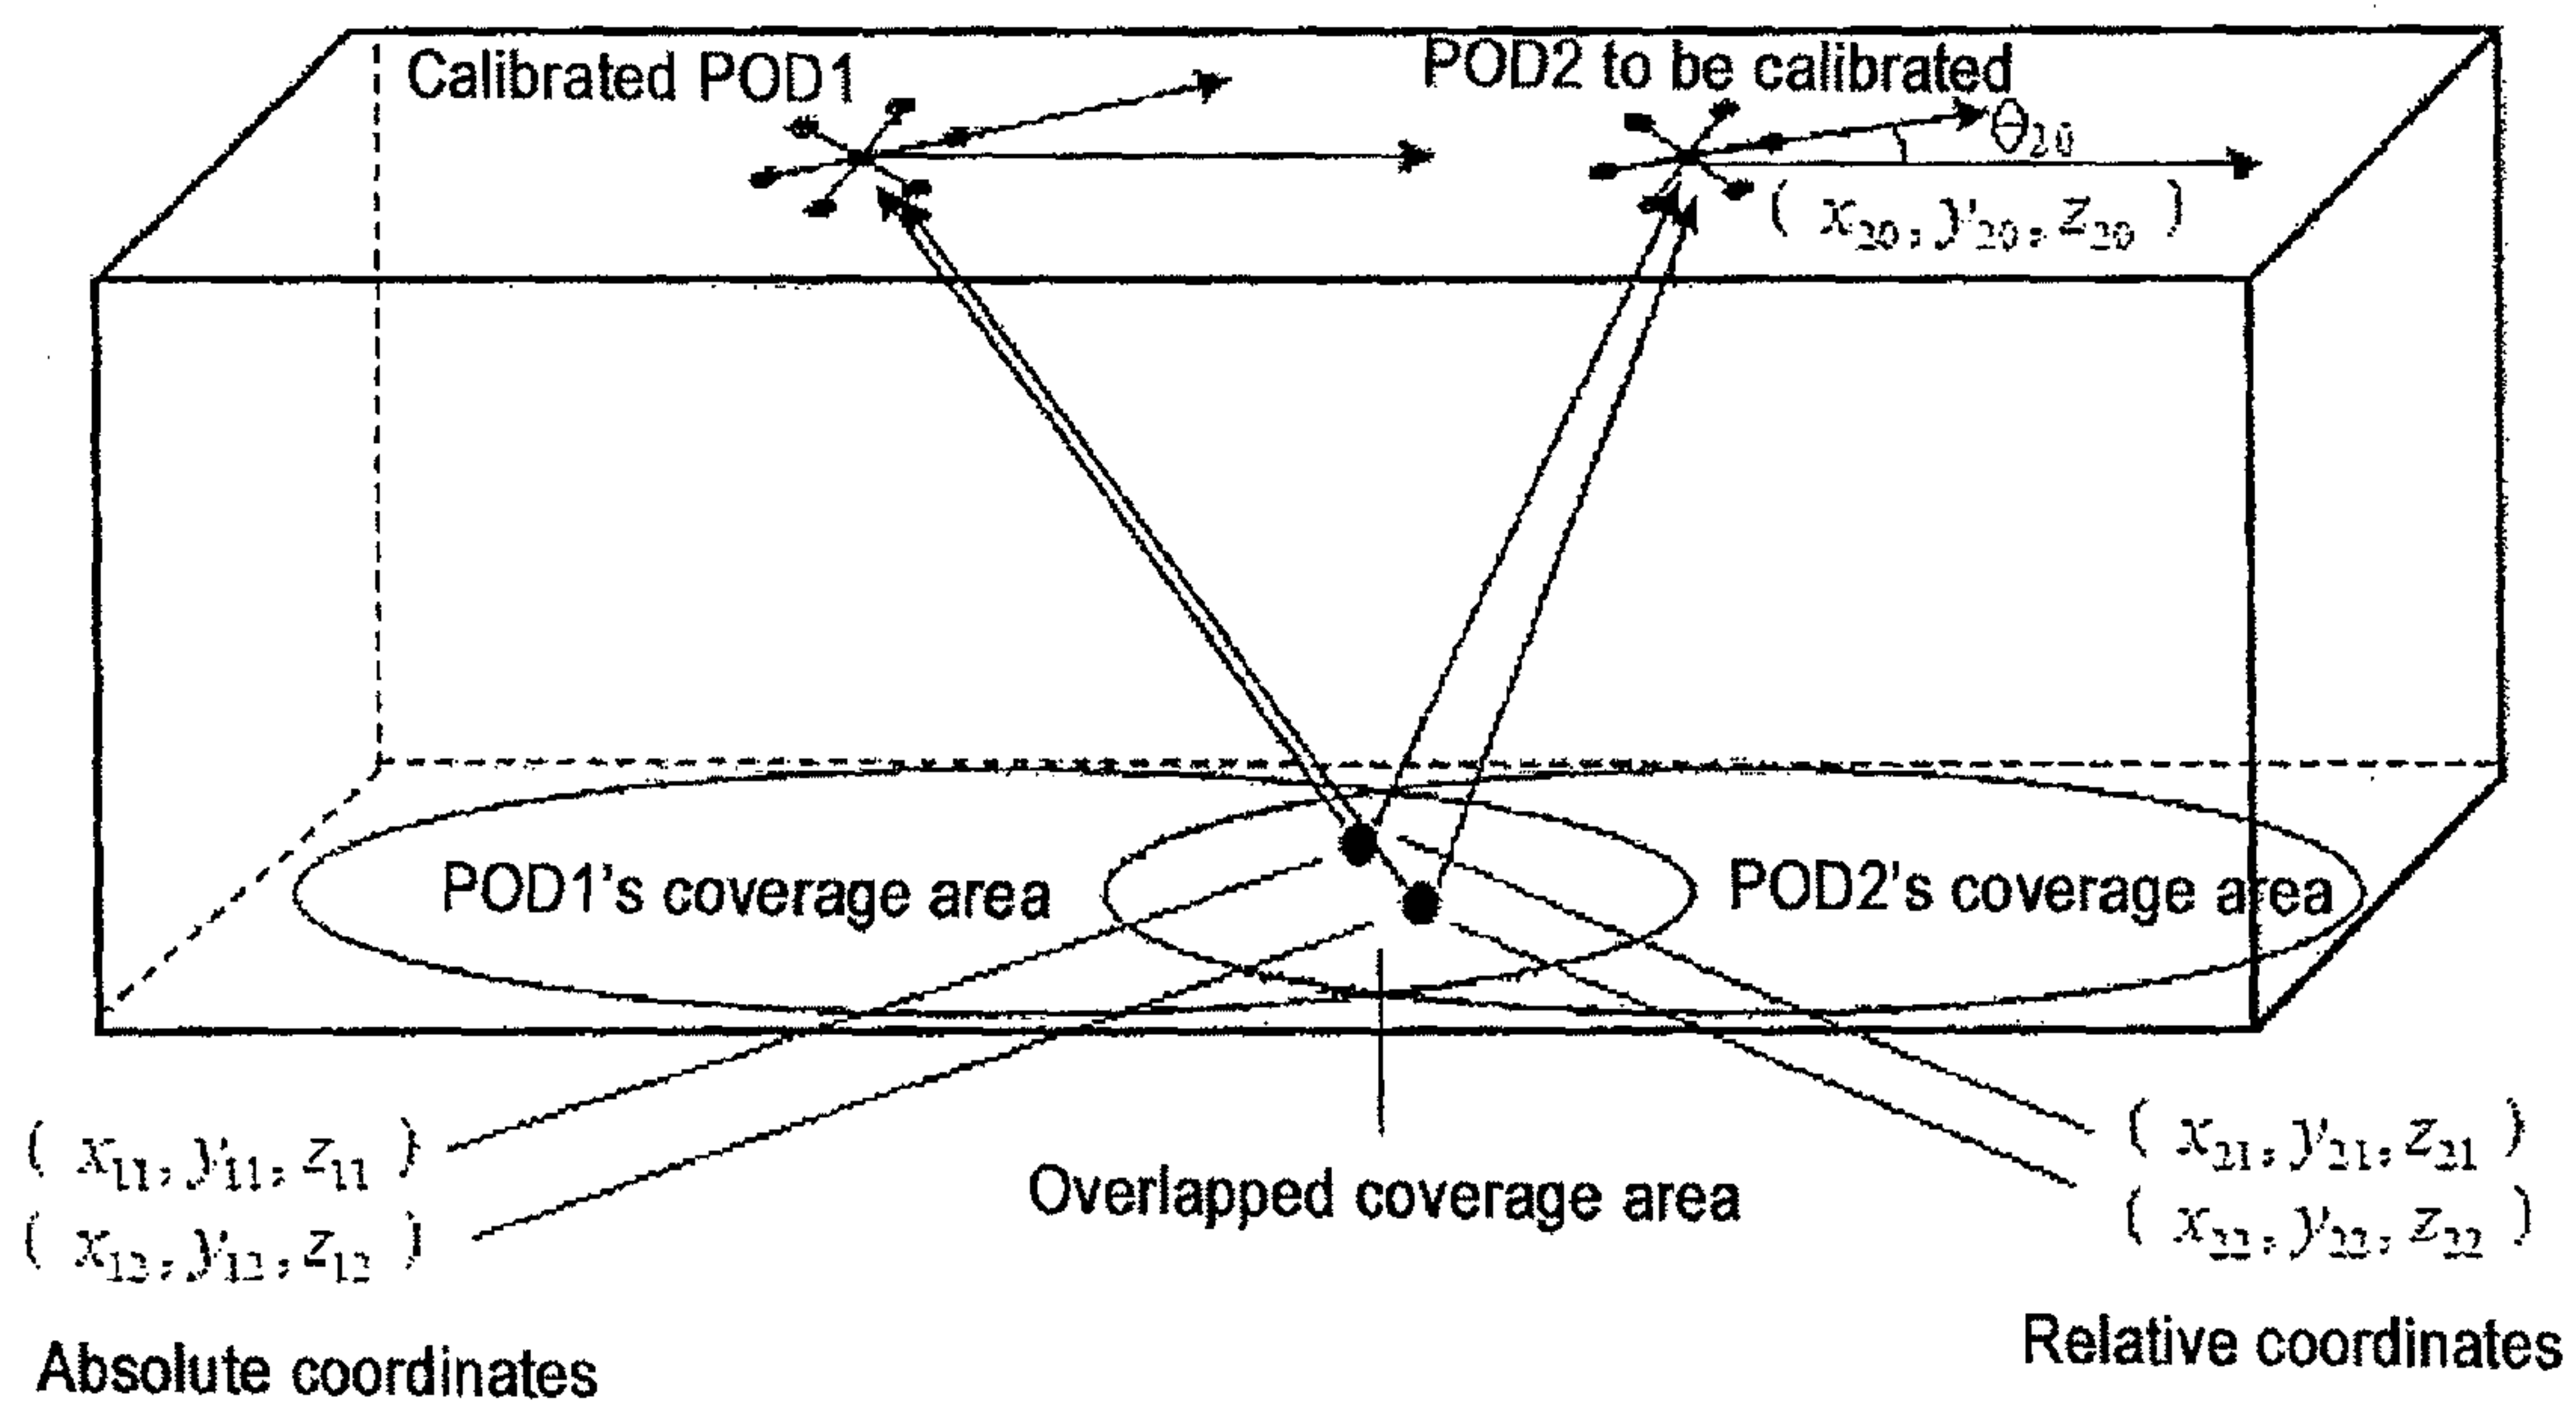 Calibrated POD1
POD2 to be calibrated
θ20
( x20, y20, z20 )
POD1's coverage area
POD2's coverage area
( x11, y11, z11 )
( x12, y12, z12 )
Overlapped coverage area
( x21, y21, z21 )
( x22, y22, z22 )
Absolute coordinates
Relative coordinates